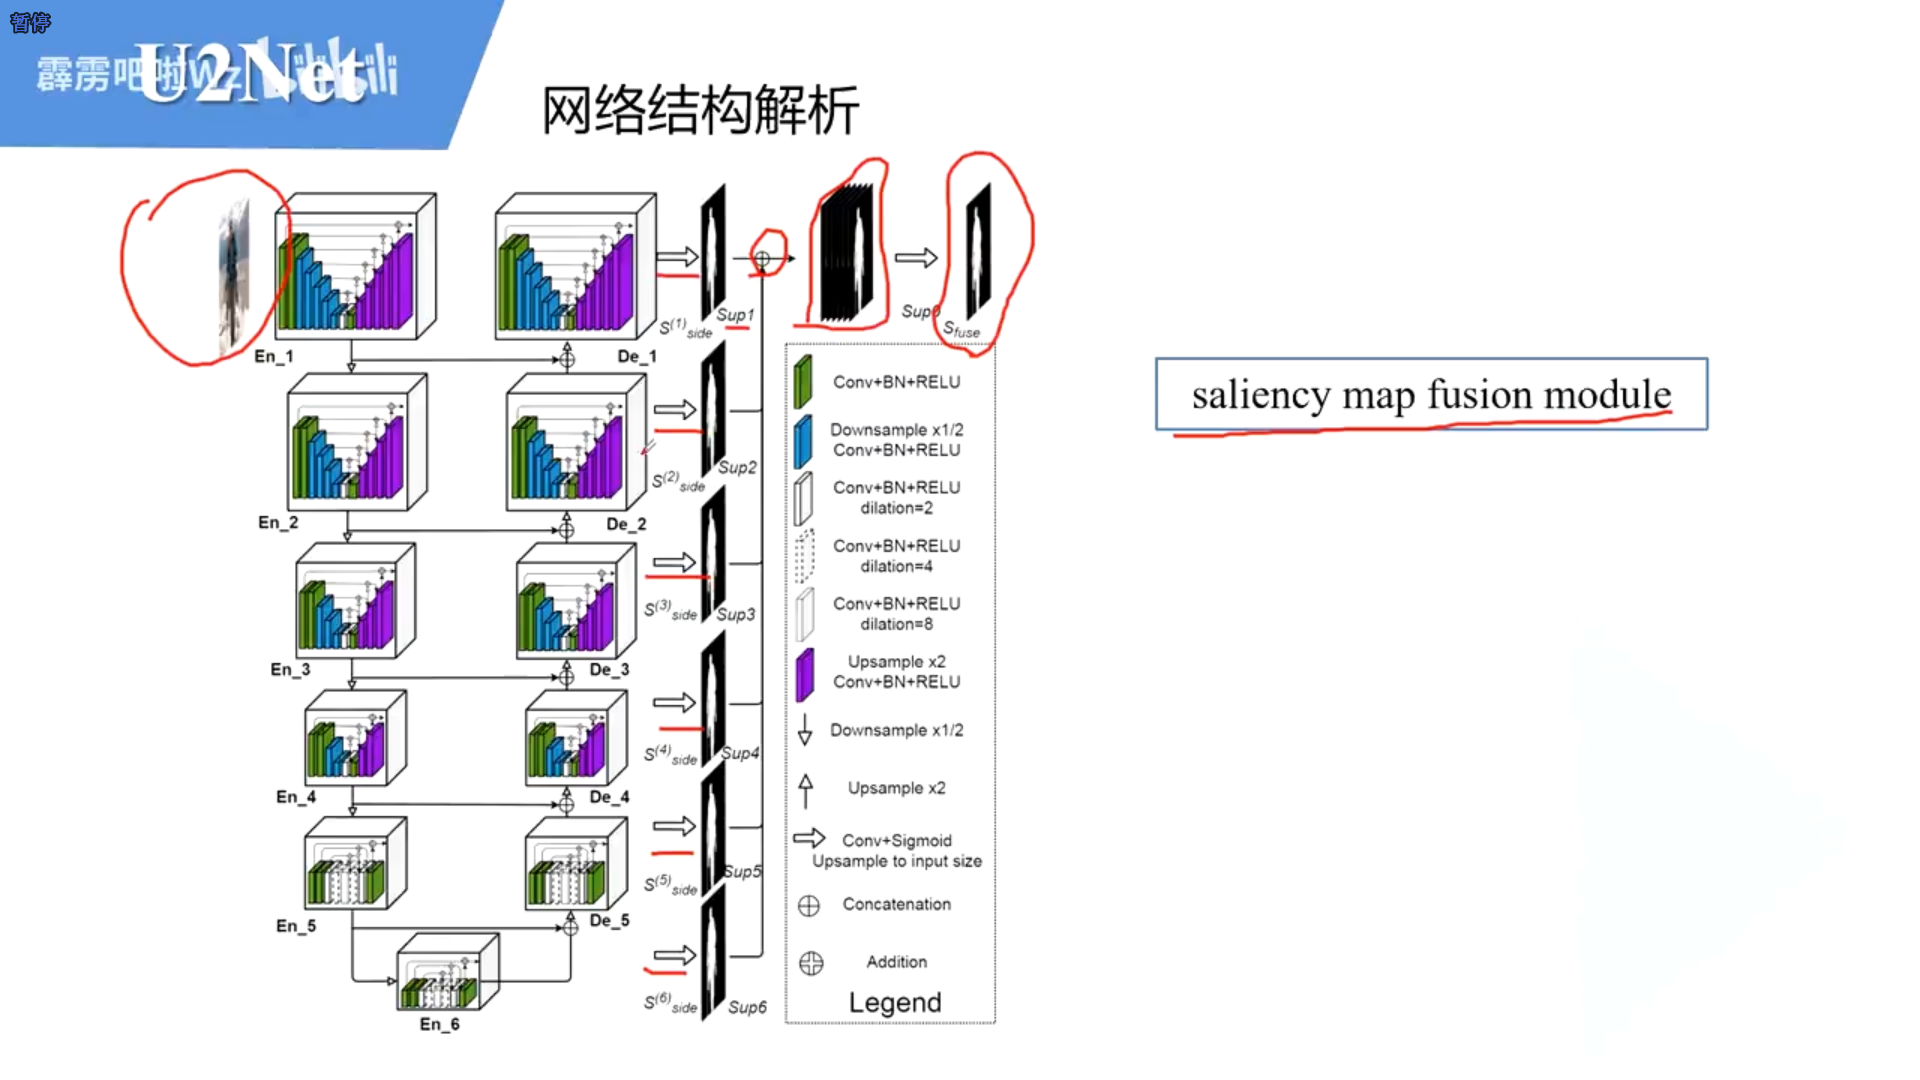 暂停
霹雳吧啦Wz bilibili
U2Net
网络结构解析
En_1
De_1
S(1)side
Sup1
Sup0
Sfuse
En_2
De_2
S(2)side
Sup2
En_3
De_3
S(3)side
Sup3
En_4
De_4
S(4)side
Sup4
En_5
De_5
S(5)side
Sup5
En_6
S(6)side
Sup6
Conv+BN+RELU
Downsample x1/2
Conv+BN+RELU
Conv+BN+RELU
dilation=2
Conv+BN+RELU
dilation=4
Conv+BN+RELU
dilation=8
Upsample x2
Conv+BN+RELU
Downsample x1/2
Upsample x2
Conv+Sigmoid
Upsample to input size
Concatenation
Addition
Legend
saliency map fusion module